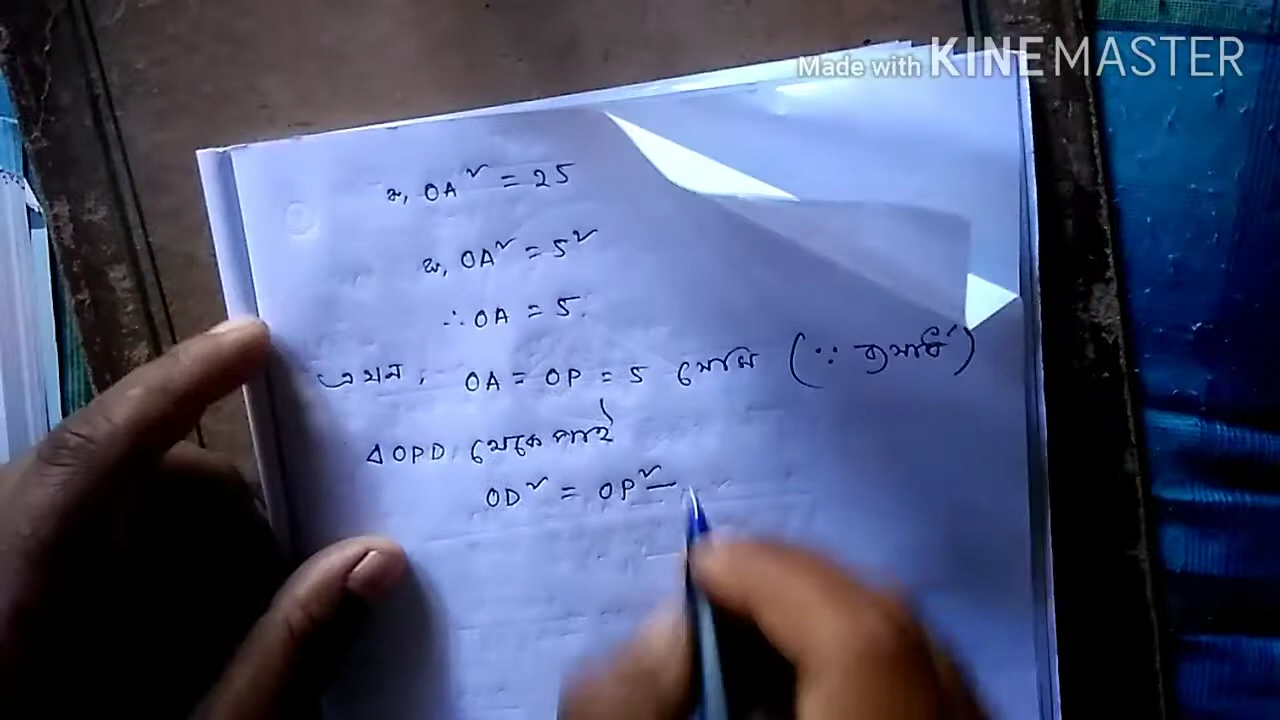 Made with KINEMASTER
বা, OA² = 25
বা, OA² = 5²
∴ OA = 5.
এখন, OA = OP = 5 সেমি (∵ ব্যাসার্ধ)
Δ OPD থেকে পাই
OD² = OP² –